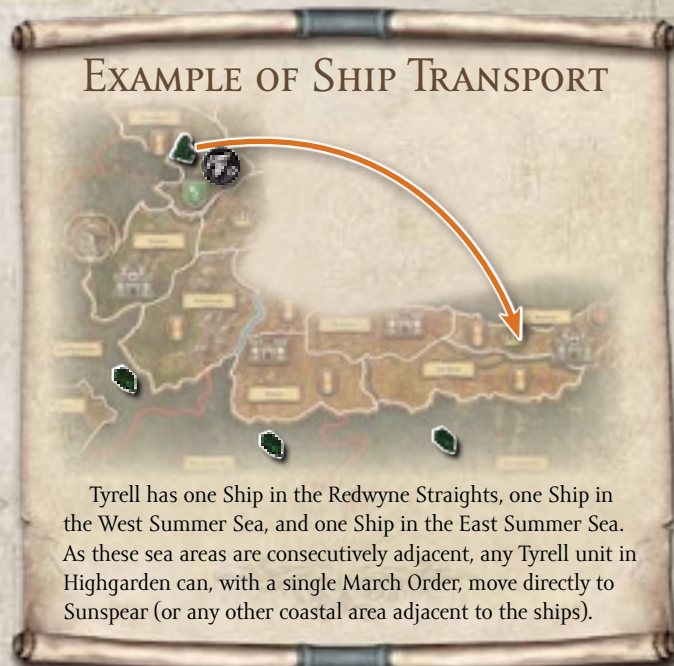 EXAMPLE OF SHIP TRANSPORT
Tyrell has one Ship in the Redwyne Straights, one Ship in
the West Summer Sea, and one Ship in the East Summer Sea.
As these sea areas are consecutively adjacent, any Tyrell unit in
Highgarden can, with a single March Order, move directly to
Sunspear (or any other coastal area adjacent to the ships).